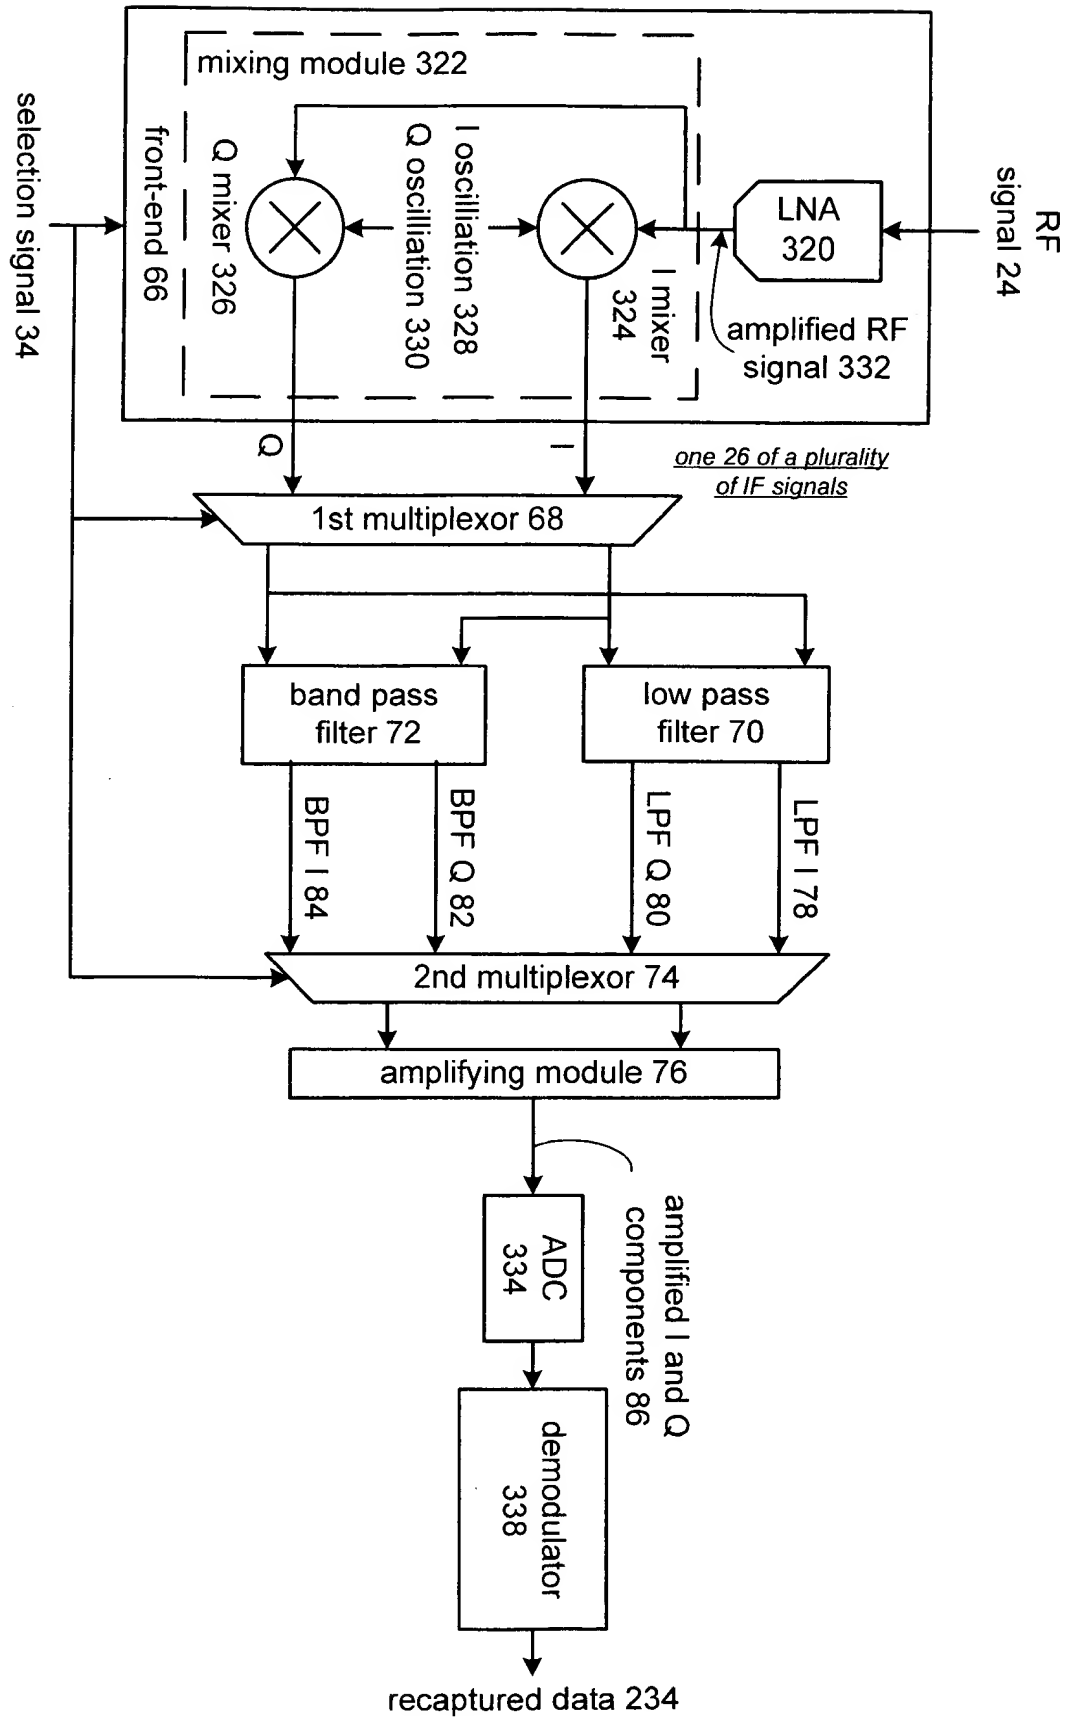 mixing module 322
selection signal 34
front-end 66
Q mixer 326
I oscilliation 328
Q osciliation 330
I mixer
324
LNA
320
RF
signal 24
amplified RF
signal 332
Q
I
one 26 of a plurality
of IF signals
1st multiplexor 68
band pass
filter 72
low pass
filter 70
BPF I 84
BPF Q 82
LPF Q 80
LPF I 78
2nd multiplexor 74
amplifying module 76
amplified I and Q
components 86
ADC
334
demodulator
338
recaptured data 234